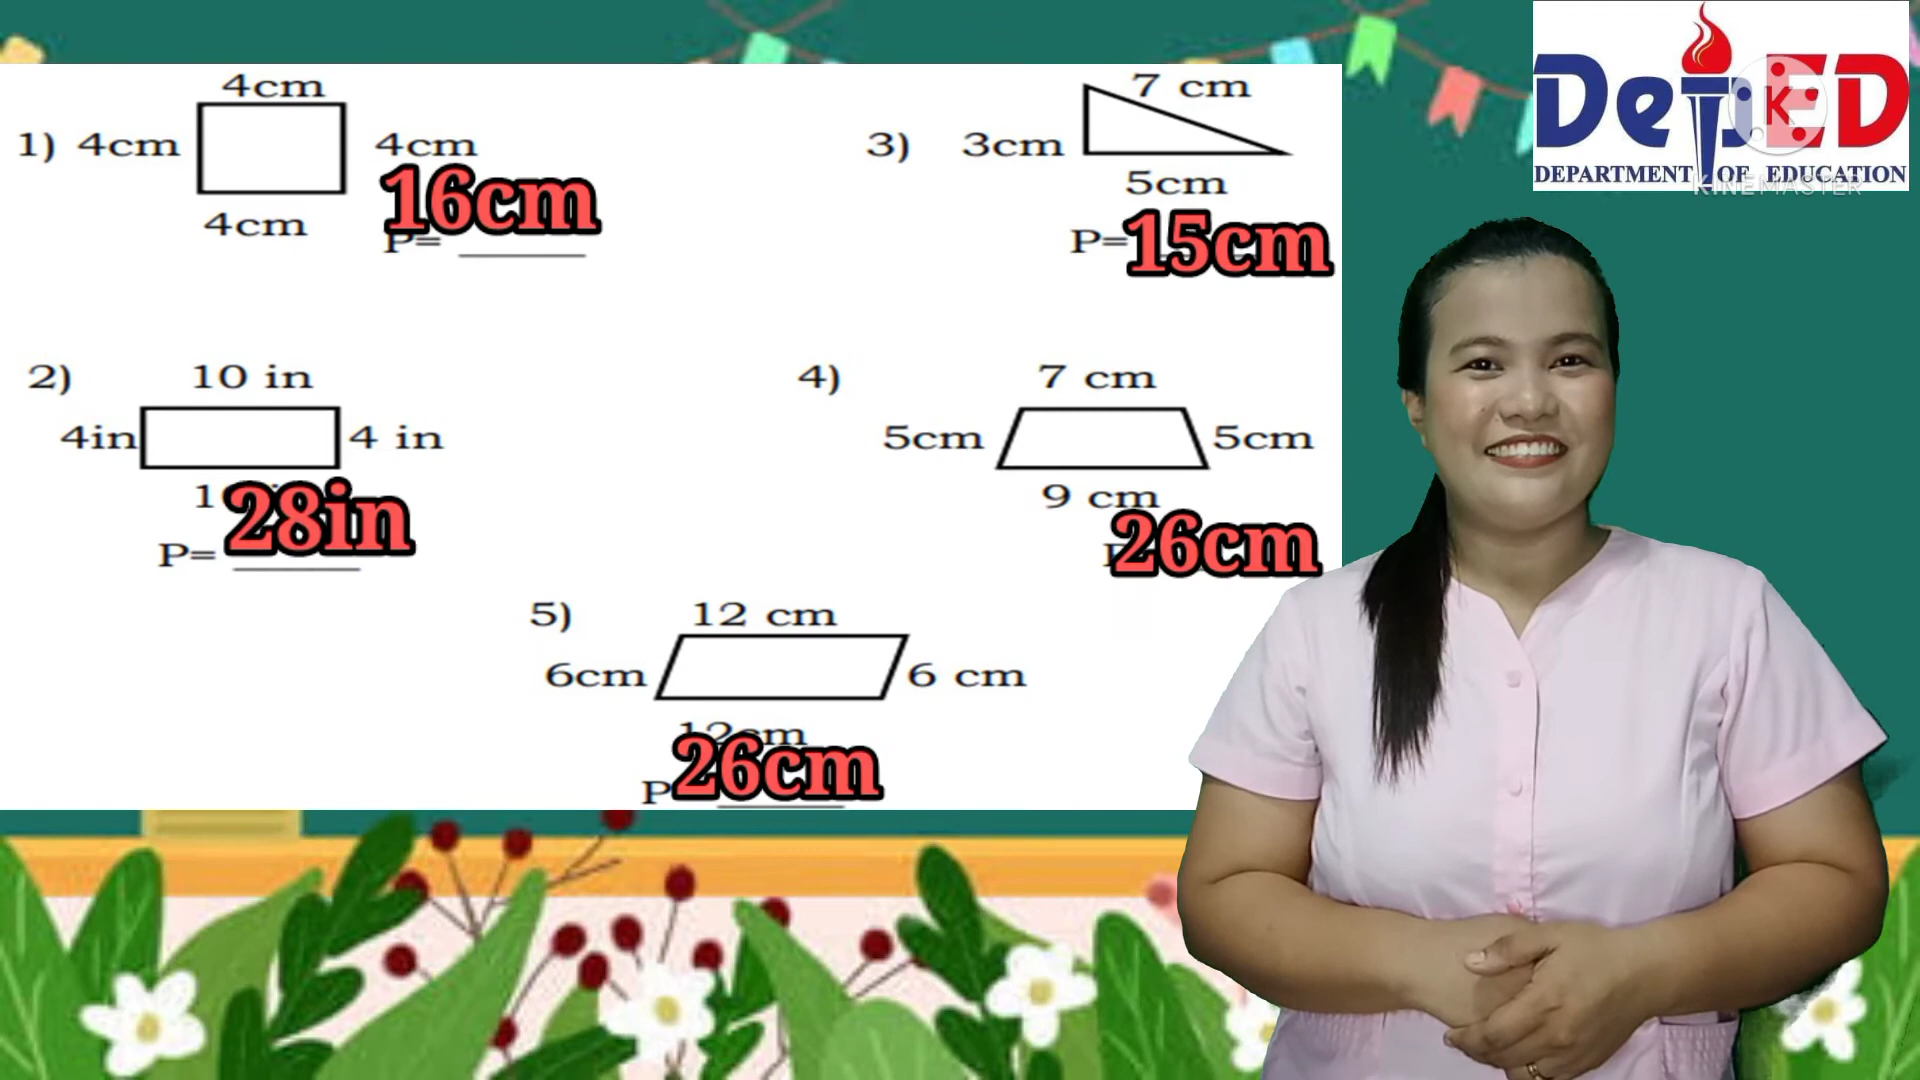 4cm
1) 4cm 4cm
4cm
P= 16cm
2) 10 in
4in 4 in
P= 28in
3) 3cm 7 cm
5cm
P= 15cm
4) 7 cm
5cm 5cm
9 cm
26cm
5) 12 cm
6cm 6 cm
12cm
P 26cm
DepED
DEPARTMENT OF EDUCATION
KINEMASTER